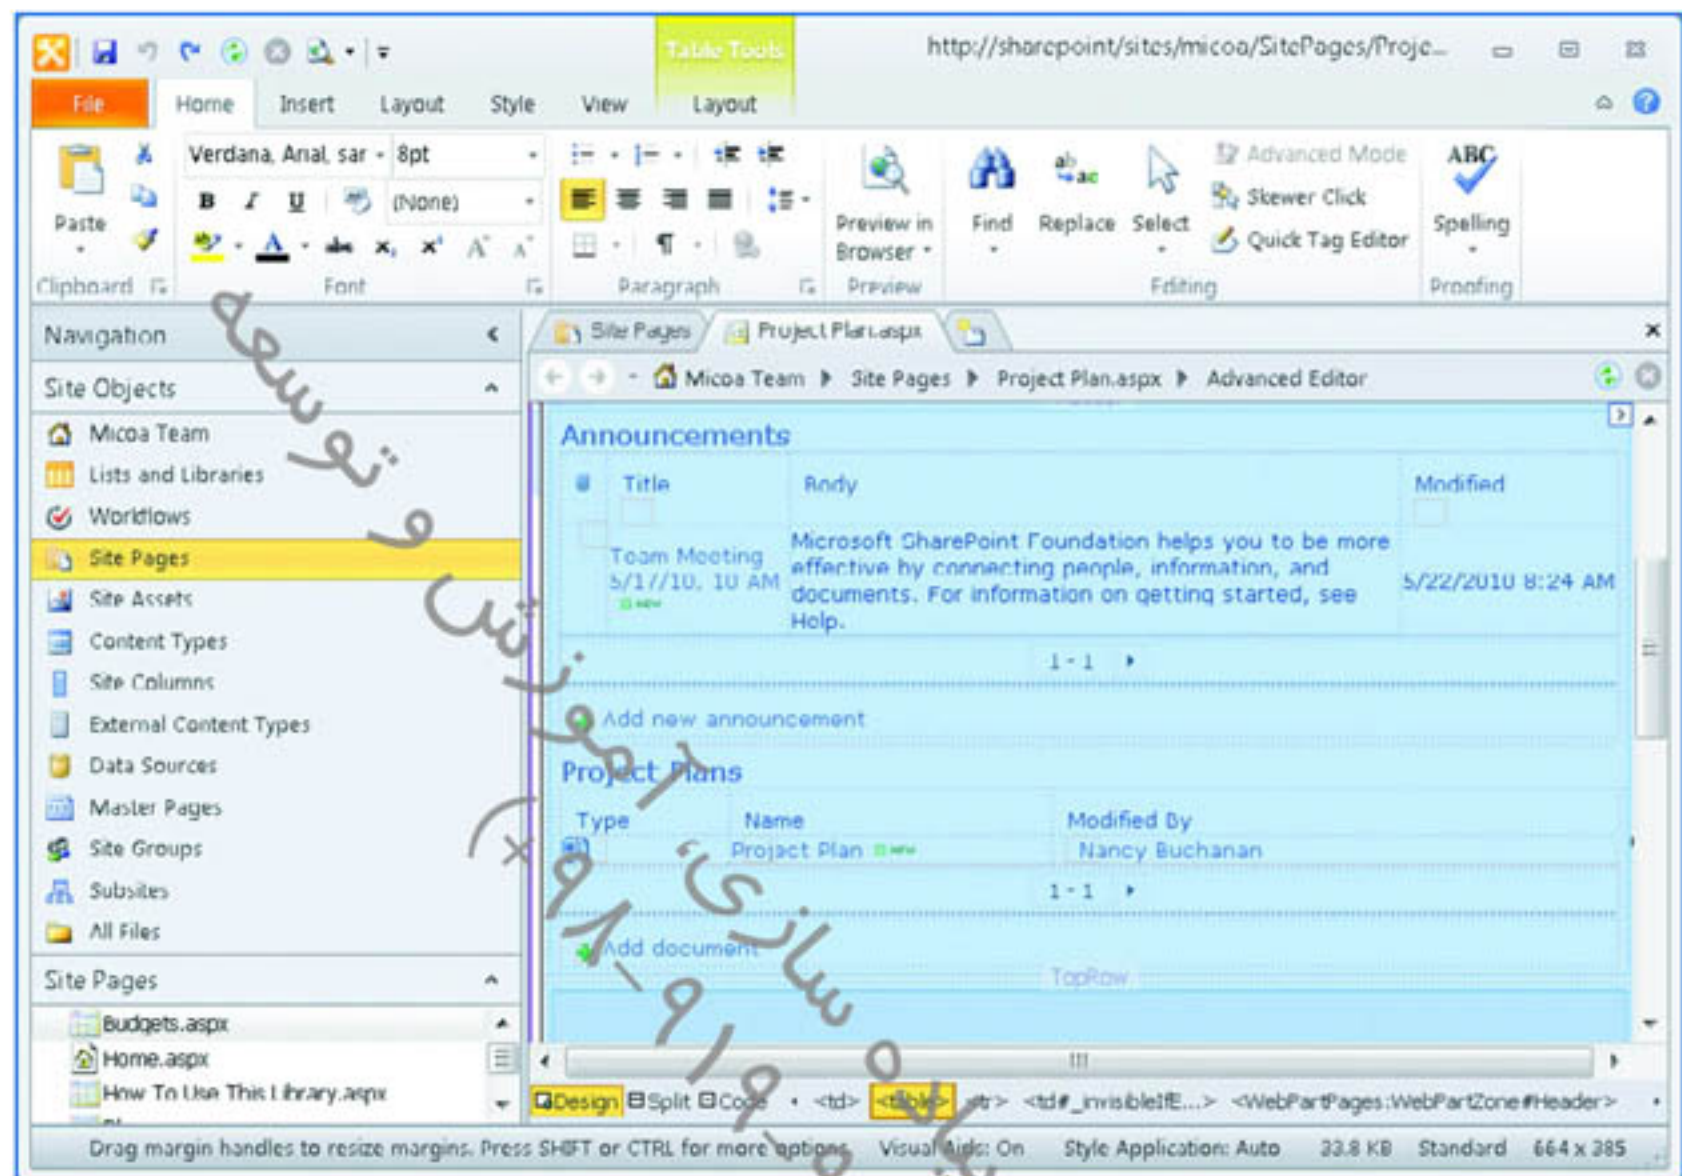 Table Tools
http://sharepoint/sites/micoa/SitePages/Proje...
File Home Insert Layout Style View Layout
Verdana, Arial, sar 8pt
B I U (None)
Paste
Preview in Browser
Find Replace Select
Advanced Mode
Skewer Click
Quick Tag Editor
ABC
Spelling
Clipboard Font Paragraph Preview Editing Proofing
Navigation
Site Pages Project Plan.aspx
Site Objects
Micoa Team Site Pages Project Plan.aspx Advanced Editor
Micoa Team
Lists and Libraries
Workflows
Site Pages
Site Assets
Content Types
Site Columns
External Content Types
Data Sources
Master Pages
Site Groups
Subsites
All Files
Site Pages
Budgets.aspx
Home.aspx
How To Use This Library.aspx
Announcements
Title Body Modified
Team Meeting
5/17/10, 10 AM
NEW
Microsoft SharePoint Foundation helps you to be more
effective by connecting people, information, and
documents. For information on getting started, see
Help.
5/22/2010 8:24 AM
1 - 1
Add new announcement
Project Plans
Type Name Modified By
Project Plan NEW Nancy Buchanan
1 - 1
Add document
TopRow
Design Split Code <td> <table> <tr> <td#_invisibleIfE...> <WebPartPages:WebPartZone#Header>
Drag margin handles to resize margins. Press SHIFT or CTRL for more options. Visual Aids: On Style Application: Auto 33.8 KB Standard 664 x 385
سازی، آموزش و توسعه